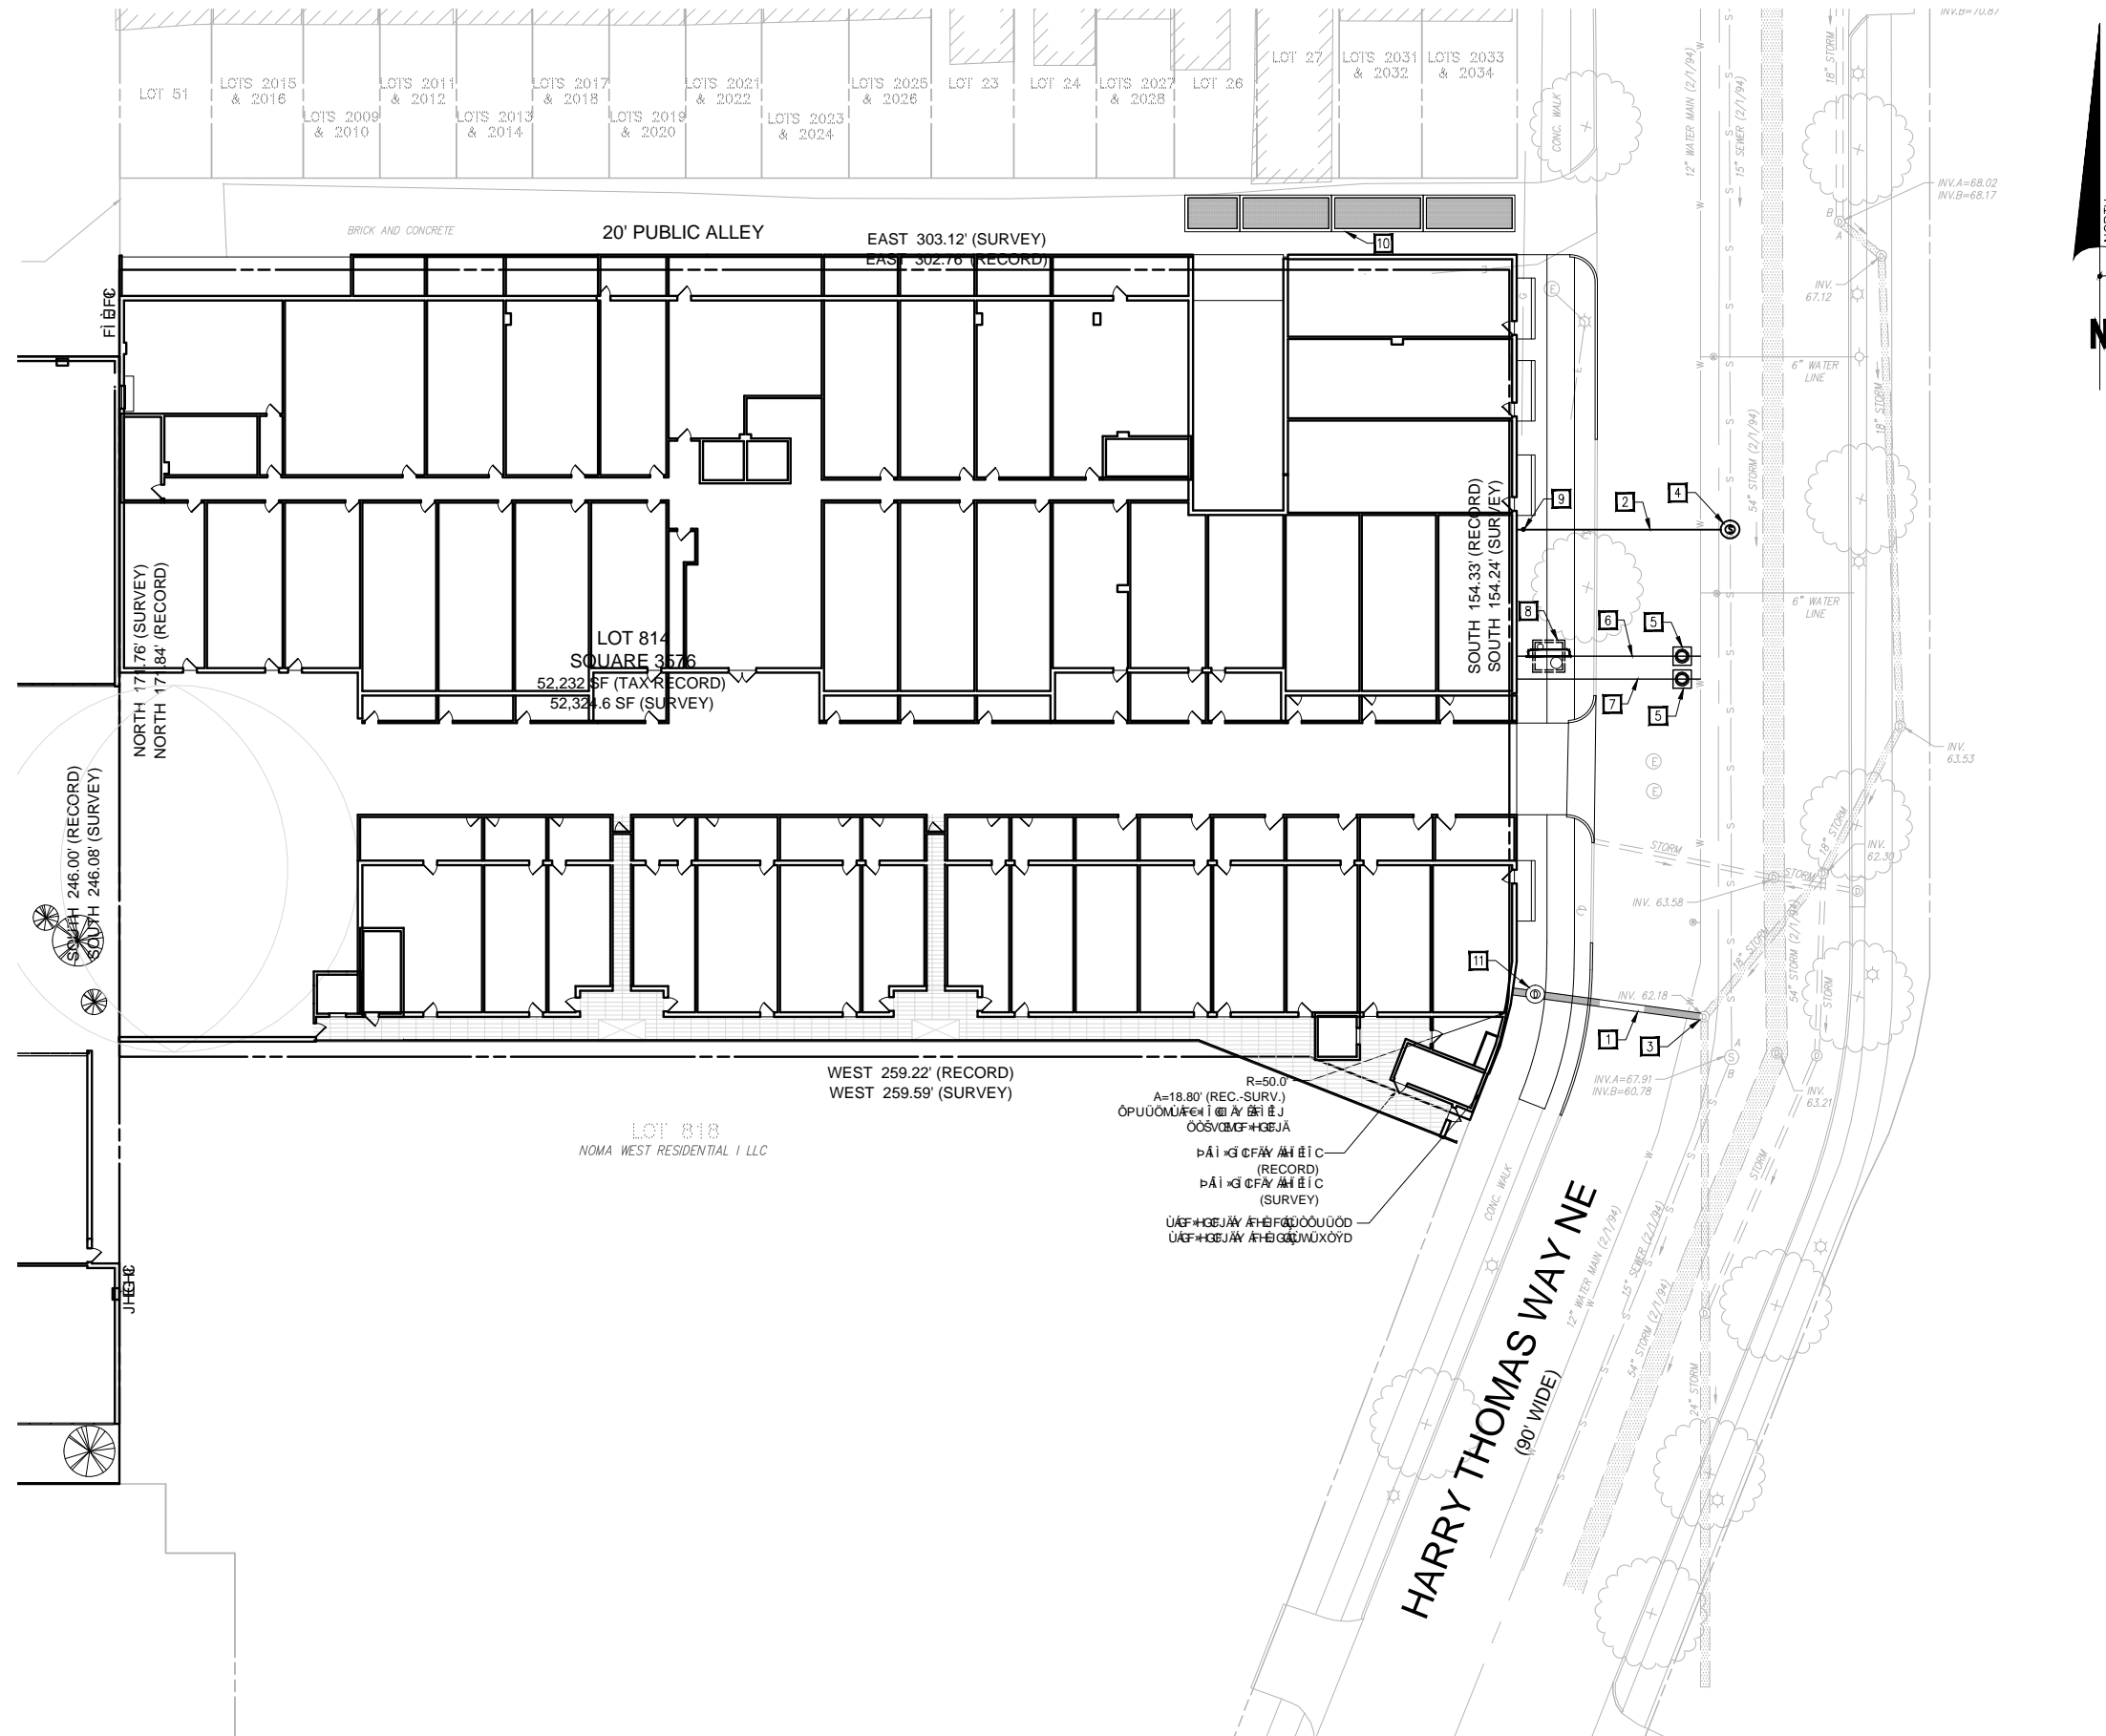 INV.B=70.87
LOT 51
LOTS 2015
& 2016
LOTS 2009
& 2010
LOTS 2011
& 2012
LOTS 2013
& 2014
LOTS 2017
& 2018
LOTS 2019
& 2020
LOTS 2021
& 2022
LOTS 2023
& 2024
LOTS 2025
& 2026
LOT 23
LOT 24
LOTS 2027
& 2028
LOT 26
LOT 27
LOTS 2031
& 2032
LOTS 2033
& 2034
CONC. WALK
12" WATER MAIN (2/1/94)
15" SEWER (2/1/94)
18" STORM
INV.A=68.02
INV.B=68.17
B
A
INV.
67.12
BRICK AND CONCRETE
20' PUBLIC ALLEY
EAST 303.12' (SURVEY)
EAST 302.76' (RECORD)
10
NORTH
N
6" WATER
LINE
18" STORM
54" STORM (2/1/94)
9
2
4
SOUTH 154.33' (RECORD)
SOUTH 154.24' (SURVEY)
6" WATER
LINE
8
6
5
7
5
NORTH 171.76' (SURVEY)
NORTH 171.84' (RECORD)
LOT 814
SQUARE 3576
52,232 SF (TAX RECORD)
52,324.6 SF (SURVEY)
INV.
63.53
SOUTH 246.00' (RECORD)
SOUTH 246.08' (SURVEY)
STORM
18" STORM
INV.
62.30
STORM
INV. 63.58
18" STORM
54" STORM (2/1/94)
STORM
11
INV. 62.18
1
3
A
B
INV.A=67.91
INV.B=60.78
INV.
63.21
WEST 259.22' (RECORD)
WEST 259.59' (SURVEY)
R=50.0
A=18.80' (REC.-SURV.)
(RECORD)
(SURVEY)
LOT 818
NOMA WEST RESIDENTIAL I LLC
CONC. WALK
HARRY THOMAS WAY NE
(90' WIDE)
12" WATER MAIN (2/1/94)
15" SEWER (2/1/94)
54" STORM (2/1/94)
24" STORM